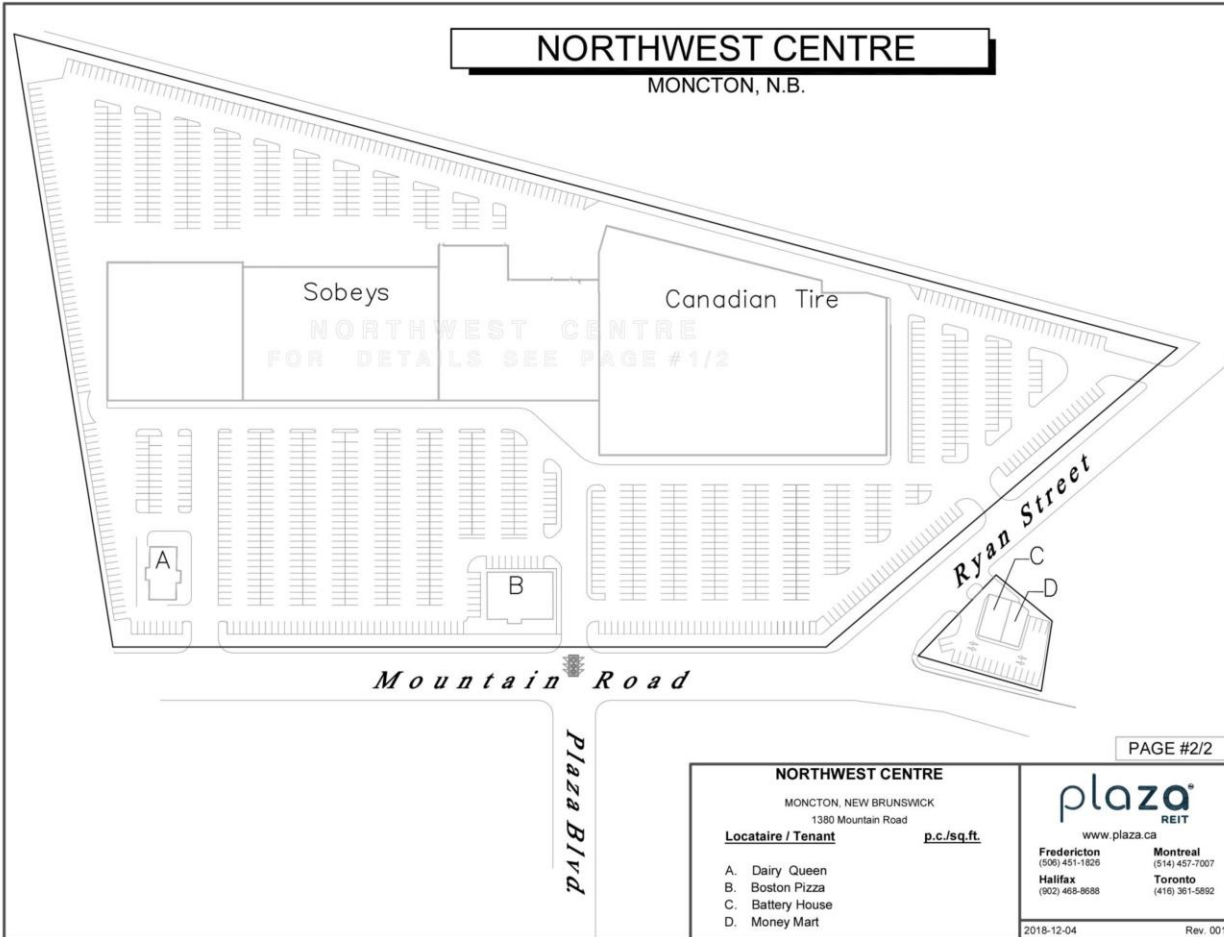 NORTHWEST CENTRE
MONCTON, N.B.
Sobeys
Canadian Tire
NORTHWEST CENTRE
FOR DETAILS SEE PAGE #1/2
A
B
C
D
Ryan Street
Mountain Road
Plaza Blvd.
PAGE #2/2
NORTHWEST CENTRE
MONCTON, NEW BRUNSWICK
1380 Mountain Road
Locataire / Tenant p.c./sq.ft.
A. Dairy Queen
B. Boston Pizza
C. Battery House
D. Money Mart
plaza
REIT
www.plaza.ca
Fredericton Montreal
(506) 451-1826 (514) 457-7007
Halifax Toronto
(902) 468-8688 (416) 361-5892
2018-12-04 Rev. 001